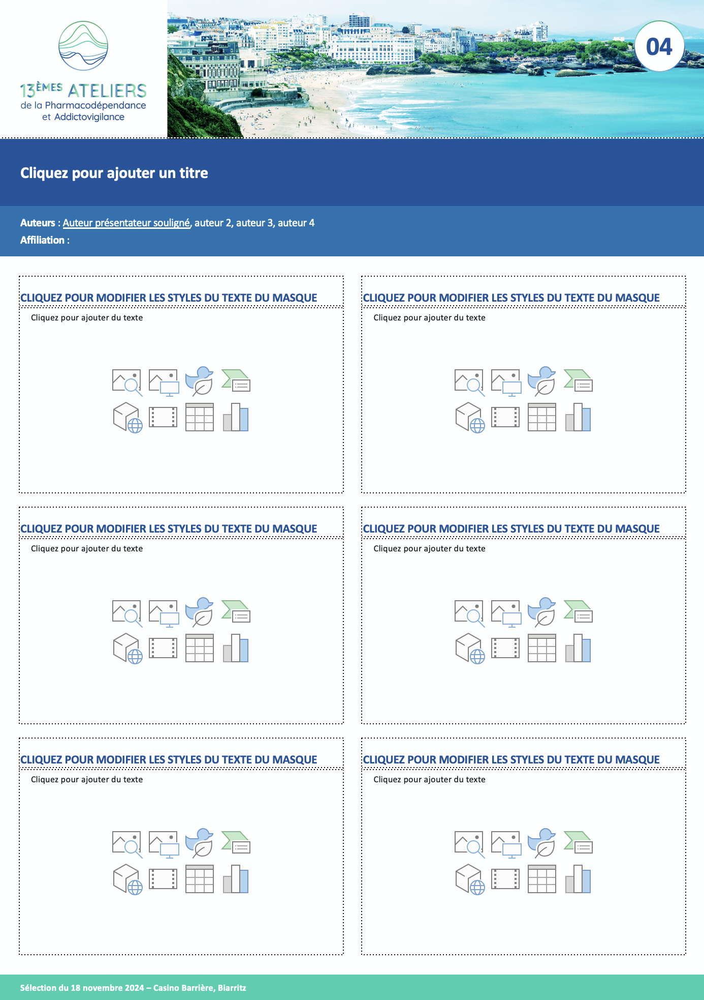 13ÈMES ATELIERS
de la Pharmacodépendance
et Addictovigilance
04
Cliquez pour ajouter un titre
Auteurs : Auteur présentateur souligné, auteur 2, auteur 3, auteur 4
Affiliation :
CLIQUEZ POUR MODIFIER LES STYLES DU TEXTE DU MASQUE
Cliquez pour ajouter du texte
CLIQUEZ POUR MODIFIER LES STYLES DU TEXTE DU MASQUE
Cliquez pour ajouter du texte
CLIQUEZ POUR MODIFIER LES STYLES DU TEXTE DU MASQUE
Cliquez pour ajouter du texte
CLIQUEZ POUR MODIFIER LES STYLES DU TEXTE DU MASQUE
Cliquez pour ajouter du texte
CLIQUEZ POUR MODIFIER LES STYLES DU TEXTE DU MASQUE
Cliquez pour ajouter du texte
CLIQUEZ POUR MODIFIER LES STYLES DU TEXTE DU MASQUE
Cliquez pour ajouter du texte
Sélection du 18 novembre 2024 – Casino Barrière, Biarritz